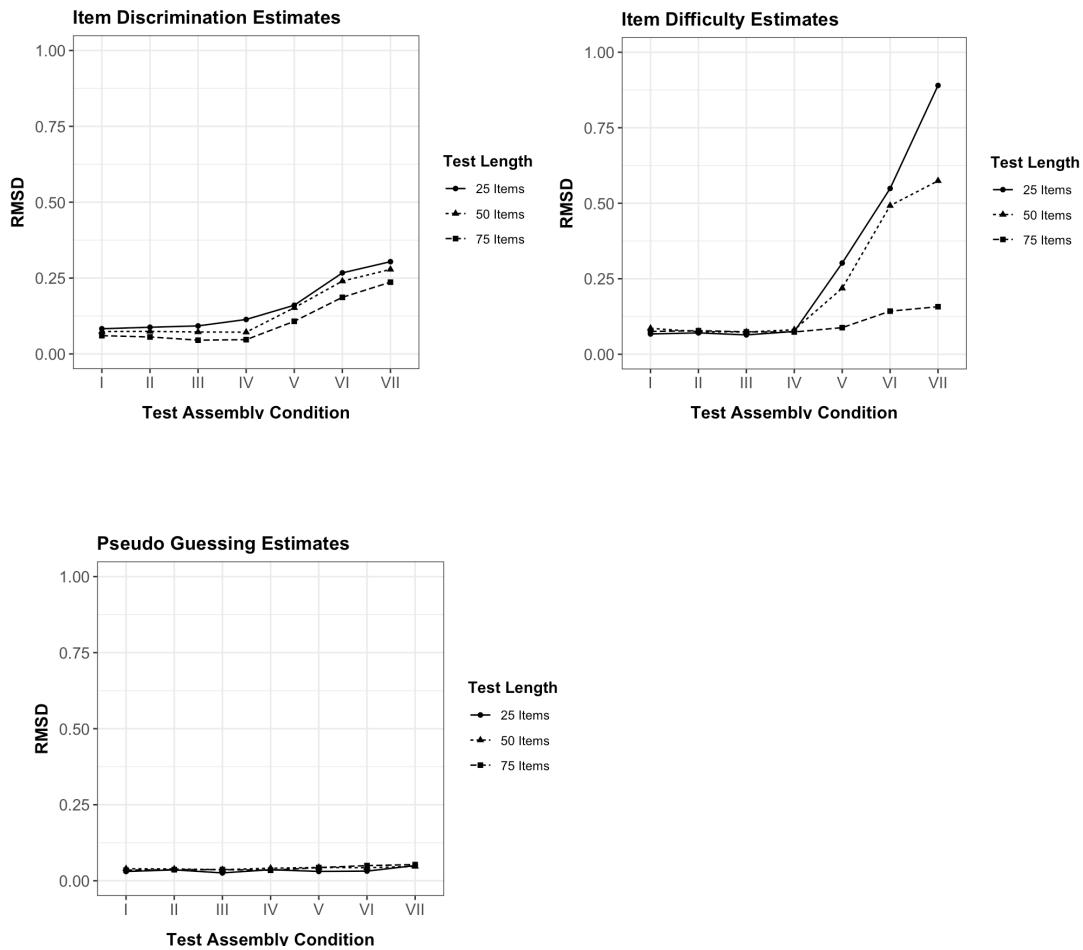 Item Discrimination Estimates
1.00
0.75
0.50
0.25
0.00
RMSD
I II III IV V VI VII
Test Assembly Condition
Test Length
25 Items
50 Items
75 Items
Item Difficulty Estimates
1.00
0.75
0.50
0.25
0.00
RMSD
I II III IV V VI VII
Test Assembly Condition
Test Length
25 Items
50 Items
75 Items
Pseudo Guessing Estimates
1.00
0.75
0.50
0.25
0.00
RMSD
I II III IV V VI VII
Test Assembly Condition
Test Length
25 Items
50 Items
75 Items